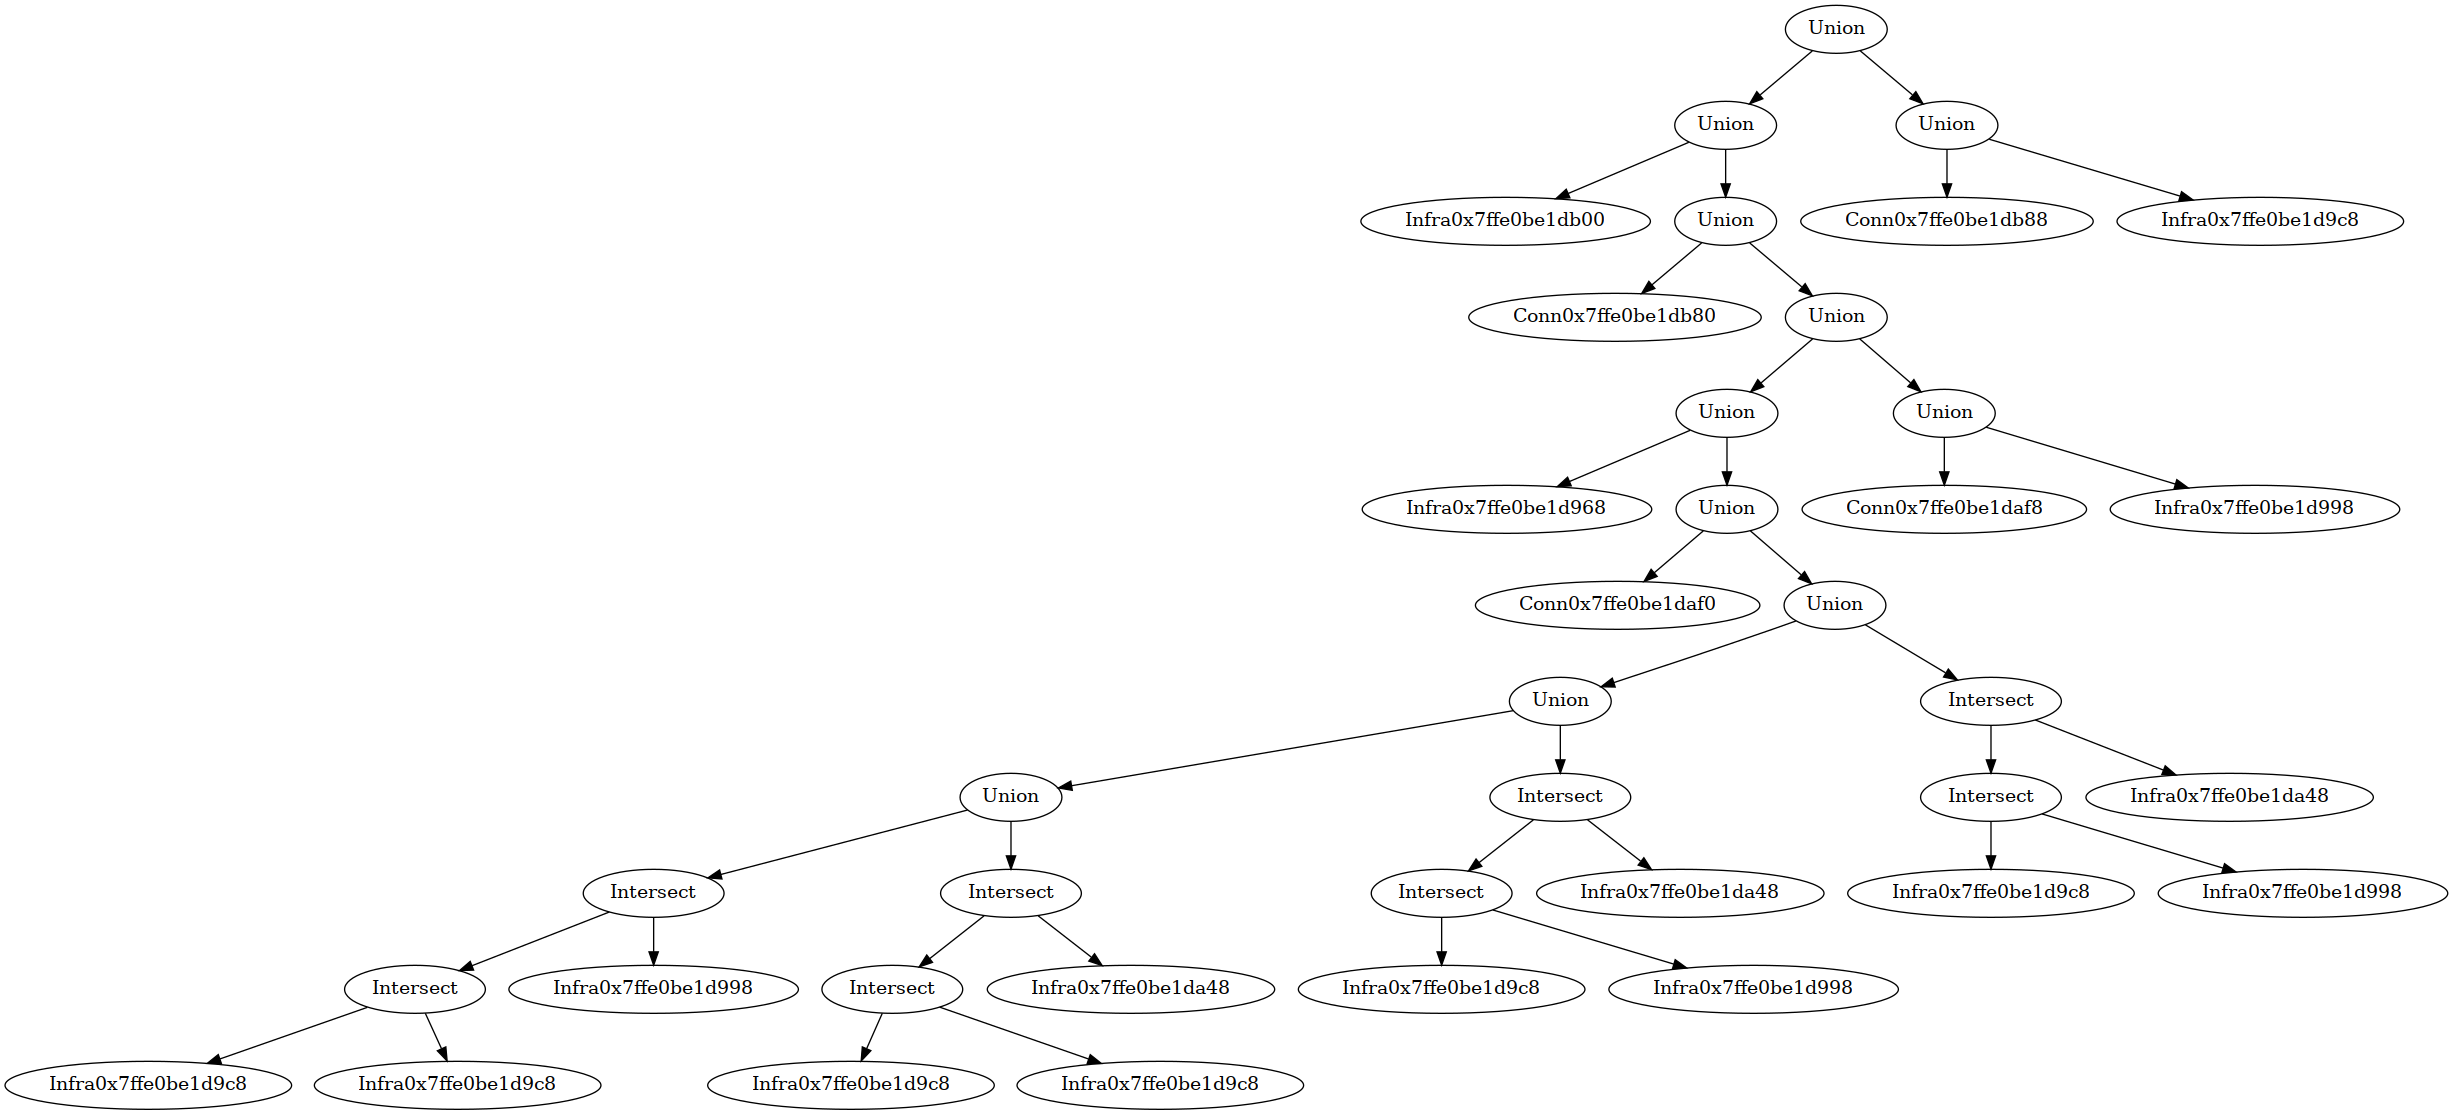 Union
Union
Union
Infra0x7ffe0be1db00
Union
Conn0x7ffe0be1db88
Infra0x7ffe0be1d9c8
Conn0x7ffe0be1db80
Union
Union
Union
Infra0x7ffe0be1d968
Union
Conn0x7ffe0be1daf8
Infra0x7ffe0be1d998
Conn0x7ffe0be1daf0
Union
Union
Intersect
Union
Intersect
Intersect
Infra0x7ffe0be1da48
Intersect
Intersect
Intersect
Infra0x7ffe0be1da48
Infra0x7ffe0be1d9c8
Infra0x7ffe0be1d998
Intersect
Infra0x7ffe0be1d998
Intersect
Infra0x7ffe0be1da48
Infra0x7ffe0be1d9c8
Infra0x7ffe0be1d998
Infra0x7ffe0be1d9c8
Infra0x7ffe0be1d9c8
Infra0x7ffe0be1d9c8
Infra0x7ffe0be1d9c8